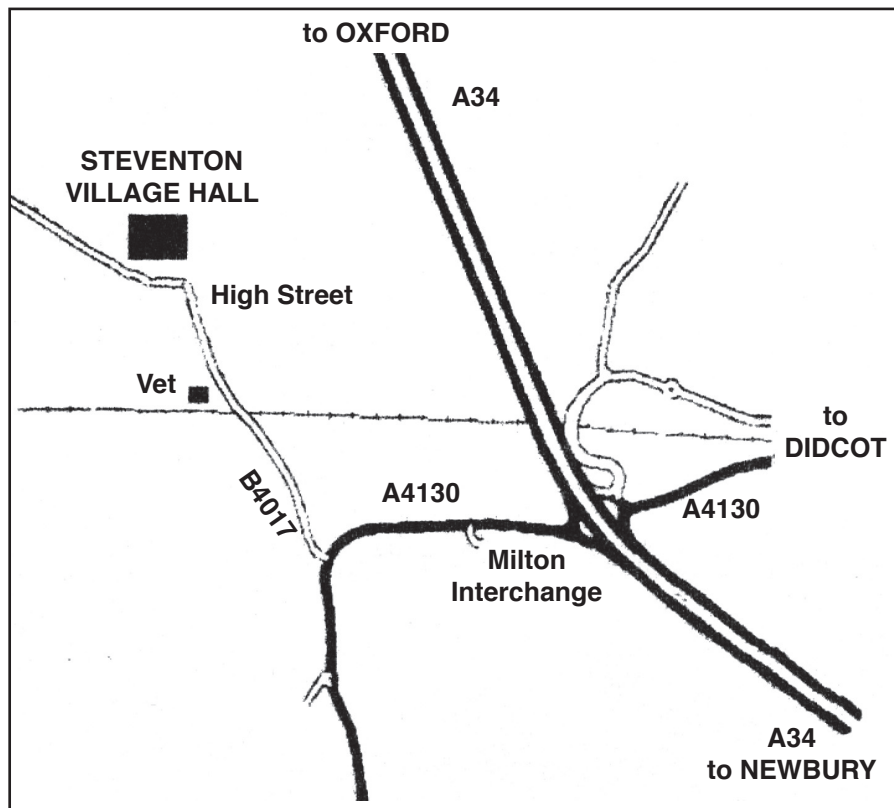 to OXFORD
A34
STEVENTON
VILLAGE HALL
High Street
Vet
to
DIDCOT
B4017
A4130
A4130
Milton
Interchange
A34
to NEWBURY